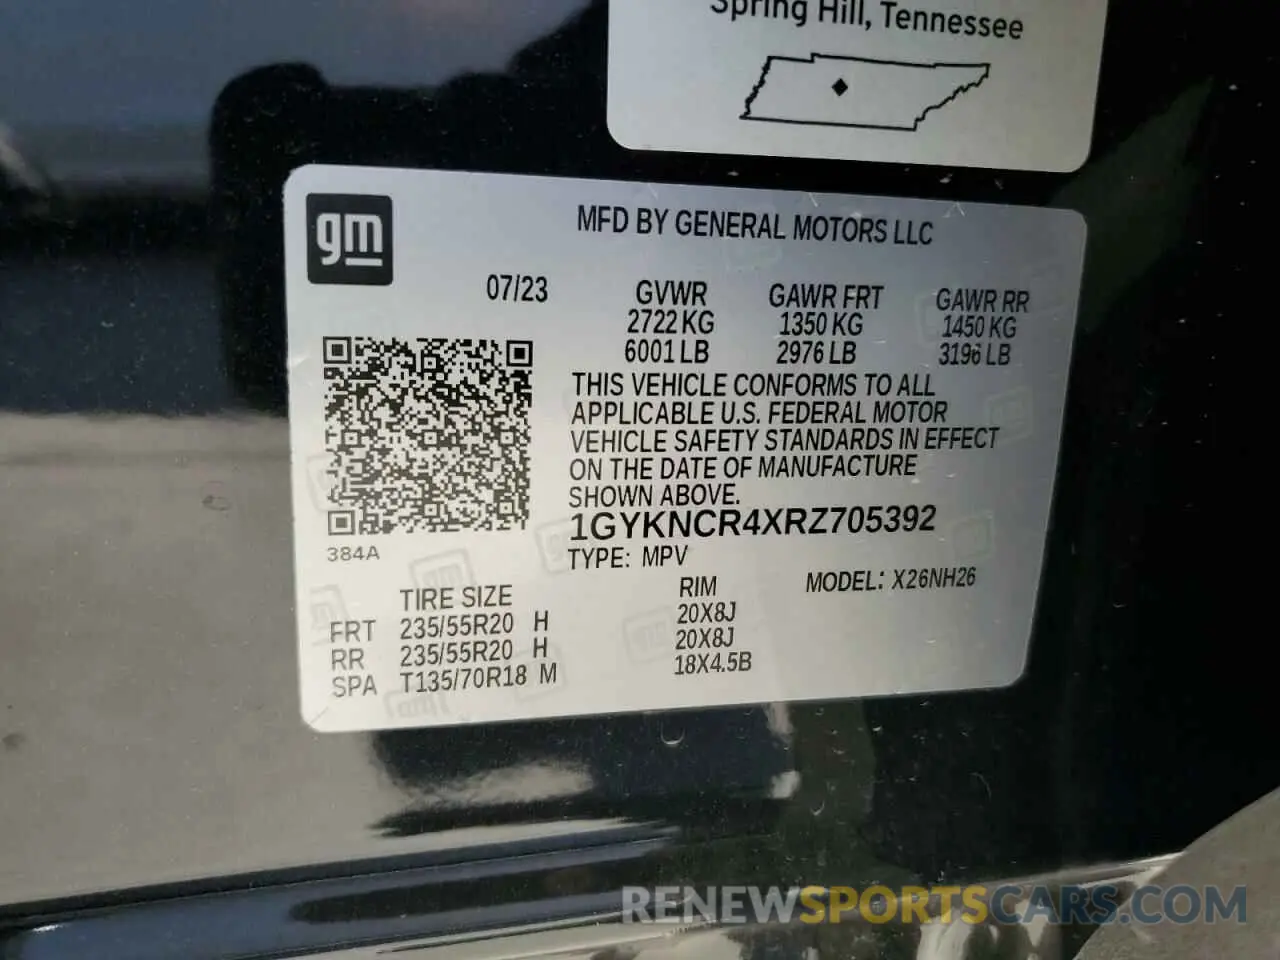 Spring Hill, Tennessee
gm
MFD BY GENERAL MOTORS LLC
07/23
GVWR GAWR FRT GAWR RR
2722 KG 1350 KG 1450 KG
6001 LB 2976 LB 3196 LB
THIS VEHICLE CONFORMS TO ALL
APPLICABLE U.S. FEDERAL MOTOR
VEHICLE SAFETY STANDARDS IN EFFECT
ON THE DATE OF MANUFACTURE
SHOWN ABOVE.
1GYKNCR4XRZ705392
384A
TYPE: MPV
MODEL: X26NH26
TIRE SIZE RIM
FRT 235/55R20 H 20X8J
RR 235/55R20 H 20X8J
SPA T135/70R18 M 18X4.5B
RENEWSPORTSCARS.COM